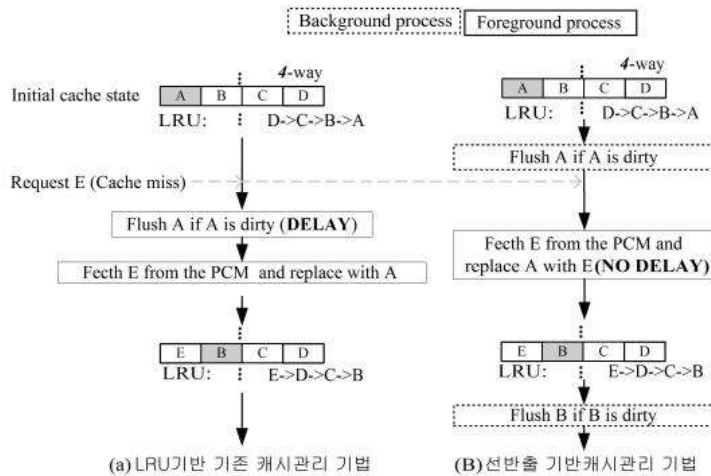 Background process
Foreground process
4-way
Initial cache state
A B C D
LRU: D->C->B->A
Request E (Cache miss)
Flush A if A is dirty (DELAY)
Fecth E from the PCM and replace with A
E B C D
LRU: E->D->C->B
(a) LRU기반 기존 캐시관리 기법
4-way
A B C D
LRU: D->C->B->A
Flush A if A is dirty
Fecth E from the PCM and
replace A with E(NO DELAY)
E B C D
LRU: E->D->C->B
Flush B if B is dirty
(B)선반출 기반캐시관리 기법